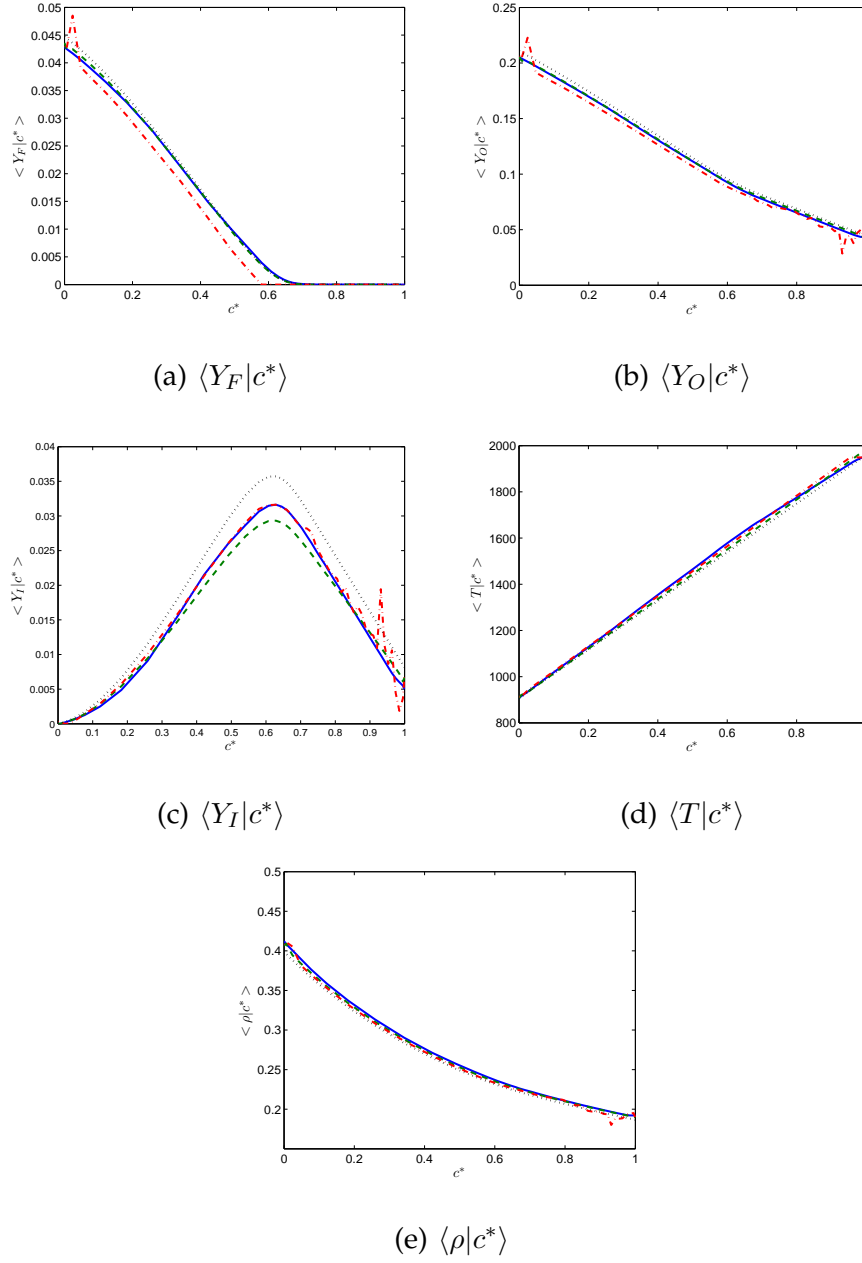 0.05
0.045
0.04
0.035
0.03
0.025
0.02
0.015
0.01
0.005
0
< Y_F|c* >
0 0.2 0.4 0.6 0.8 1
c*
(a) ⟨Y_F|c*⟩
0.25
0.2
0.15
0.1
0.05
0
< Y_O|c* >
0 0.2 0.4 0.6 0.8
c*
(b) ⟨Y_O|c*⟩
0.04
0.035
0.03
0.025
0.02
0.015
0.01
0.005
0
< Y_I|c* >
0 0.1 0.2 0.3 0.4 0.5 0.6 0.7 0.8 0.9 1
c*
(c) ⟨Y_I|c*⟩
2000
1800
1600
1400
1200
1000
800
< T|c* >
0 0.2 0.4 0.6 0.8
c*
(d) ⟨T|c*⟩
0.5
0.45
0.4
0.35
0.3
0.25
0.2
< ρ|c* >
0 0.2 0.4 0.6 0.8 1
c*
(e) ⟨ρ|c*⟩